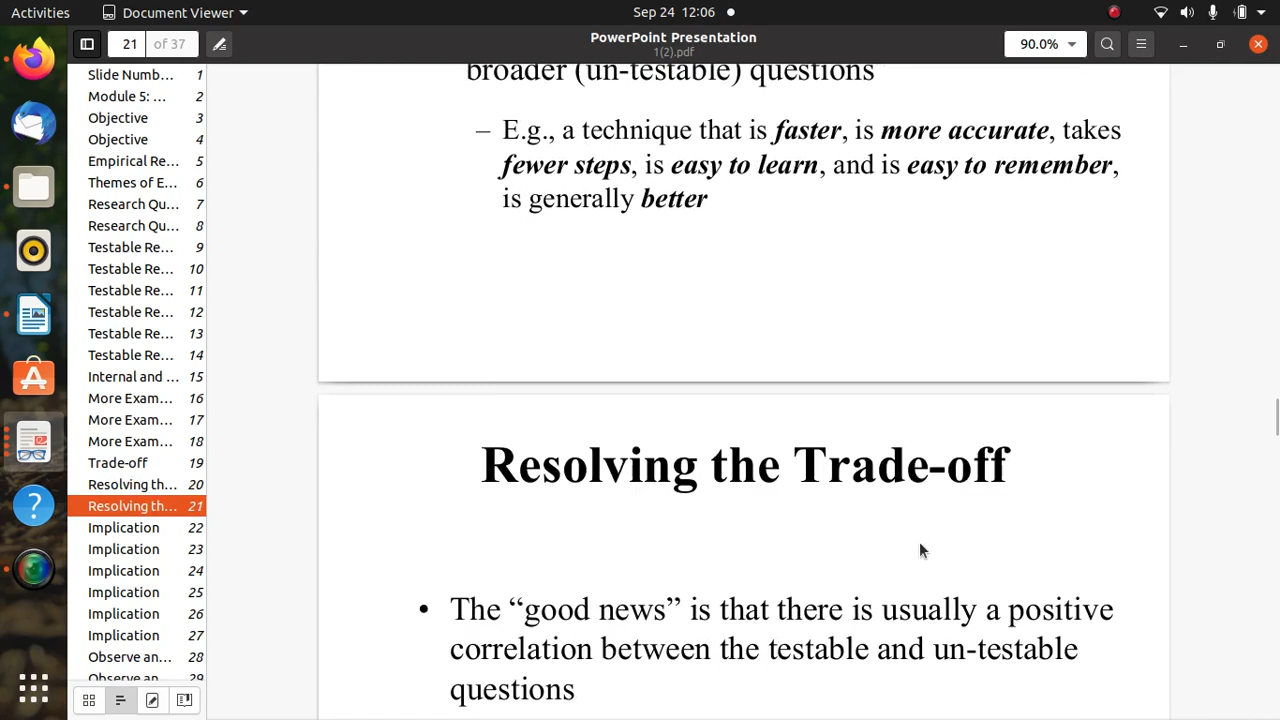 Activities
Document Viewer
Sep 24 12:06
21
of 37
PowerPoint Presentation
1(2).pdf
90.0%
Slide Numb... 1
Module 5: ... 2
Objective 3
Objective 4
Empirical Re... 5
Themes of E... 6
Research Qu... 7
Research Qu... 8
Testable Re... 9
Testable Re... 10
Testable Re... 11
Testable Re... 12
Testable Re... 13
Testable Re... 14
Internal and ... 15
More Exam... 16
More Exam... 17
More Exam... 18
Trade-off 19
Resolving th... 20
Resolving th... 21
Implication 22
Implication 23
Implication 24
Implication 25
Implication 26
Implication 27
Observe an... 28
Observe an... 29
broader (un-testable) questions
– E.g., a technique that is faster, is more accurate, takes
fewer steps, is easy to learn, and is easy to remember,
is generally better
Resolving the Trade-off
• The “good news” is that there is usually a positive
correlation between the testable and un-testable
questions